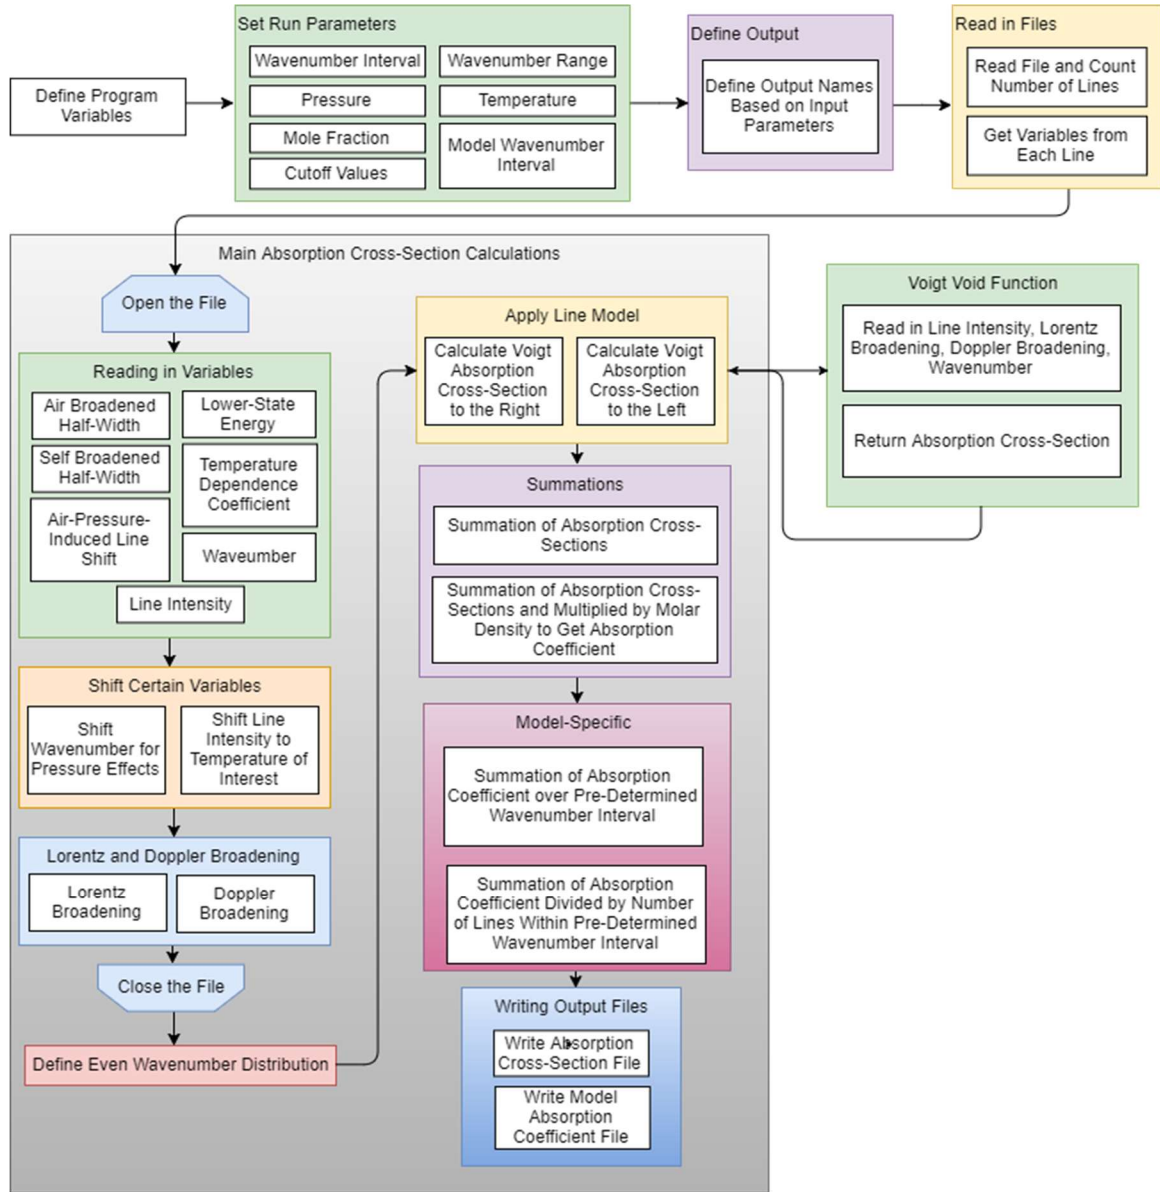 Set Run Parameters
Wavenumber Interval
Wavenumber Range
Pressure
Temperature
Mole Fraction
Model Wavenumber
Interval
Cutoff Values
Define Program
Variables
Define Output
Define Output Names
Based on Input
Parameters
Read in Files
Read File and Count
Number of Lines
Get Variables from
Each Line
Main Absorption Cross-Section Calculations
Open the File
Reading in Variables
Air Broadened
Half-Width
Lower-State
Energy
Self Broadened
Half-Width
Temperature
Dependence
Coefficient
Air-Pressure-
Induced Line
Shift
Waveumber
Line Intensity
Shift Certain Variables
Shift
Wavenumber for
Pressure Effects
Shift Line
Intensity to
Temperature of
Interest
Lorentz and Doppler Broadening
Lorentz
Broadening
Doppler
Broadening
Close the File
Define Even Wavenumber Distribution
Apply Line Model
Calculate Voigt
Absorption
Cross-Section
to the Right
Calculate Voigt
Absorption
Cross-Section
to the Left
Voigt Void Function
Read in Line Intensity, Lorentz
Broadening, Doppler Broadening,
Wavenumber
Return Absorption Cross-Section
Summations
Summation of Absorption Cross-
Sections
Summation of Absorption Cross-
Sections and Multiplied by Molar
Density to Get Absorption
Coefficient
Model-Specific
Summation of Absorption
Coefficient over Pre-Determined
Wavenumber Interval
Summation of Absorption
Coefficient Divided by Number
of Lines Within Pre-Determined
Wavenumber Interval
Writing Output Files
Write Absorption
Cross-Section File
Write Model
Absorption
Coefficient File